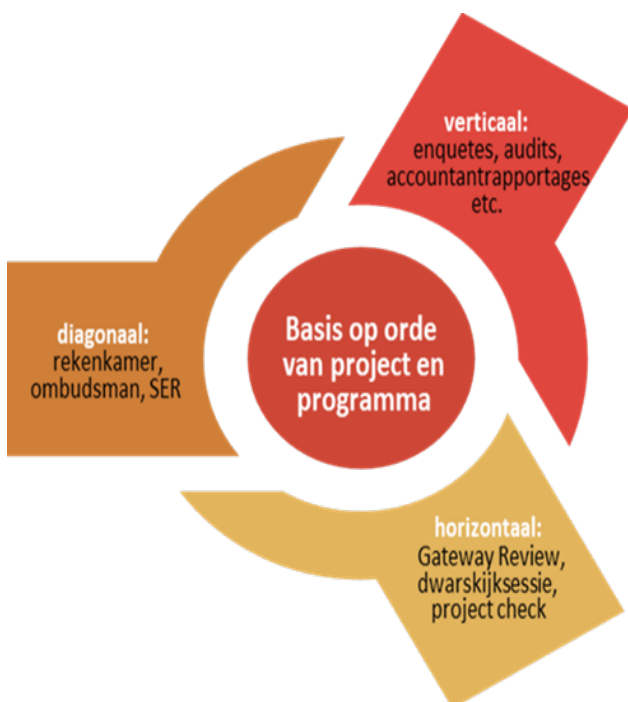 verticaal:
enquetes, audits,
accountantrapportages
etc.
Basis op orde
van project en
programma
diagonaal:
rekenkamer,
ombudsman, SER
horizontaal:
Gateway Review,
dwarskijksessie,
project check